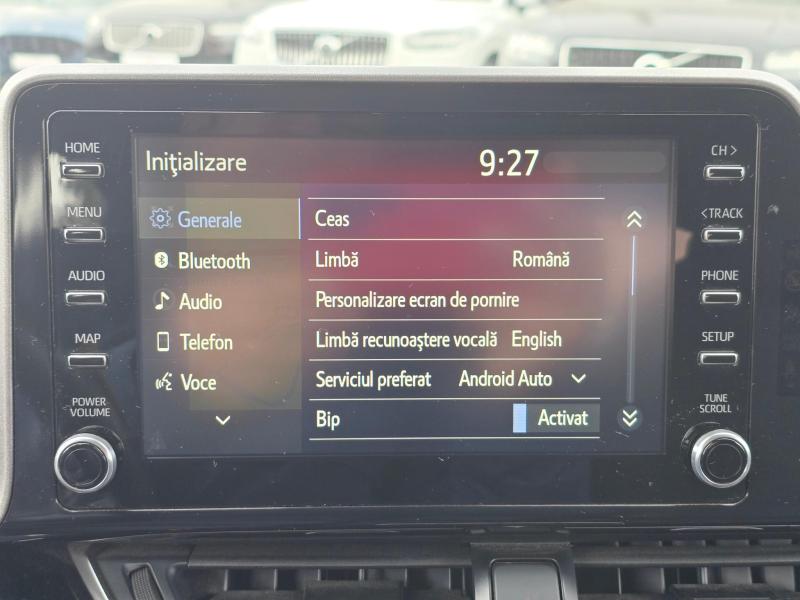 HOME
MENU
AUDIO
MAP
POWER
VOLUME
Iniţializare 9:27
Generale
Bluetooth
Audio
Telefon
Voce
Ceas
Limbă Română
Personalizare ecran de pornire
Limbă recunoaştere vocală English
Serviciul preferat Android Auto
Bip Activat
CH >
<TRACK
PHONE
SETUP
TUNE
SCROLL